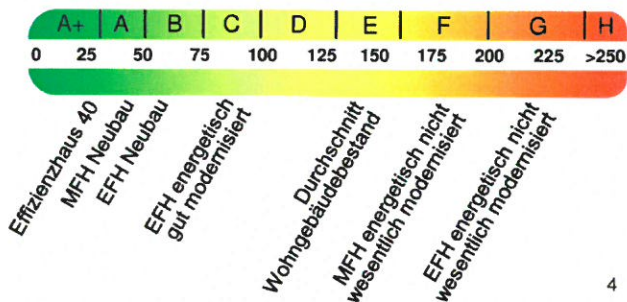 A+ A B C D E F G H
0 25 50 75 100 125 150 175 200 225 >250
Effizienzhaus 40
MFH Neubau
EFH Neubau
EFH energetisch
gut modernisiert
Durchschnitt
Wohngebäudebestand
MFH energetisch nicht
wesentlich modernisiert
EFH energetisch nicht
wesentlich modernisiert
4